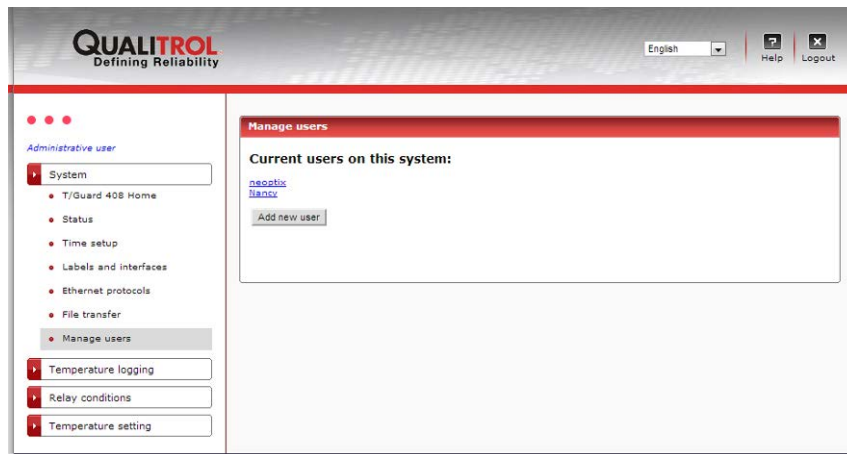 QUALITROL
Defining Reliability
English
?
Help
X
Logout
Administrative user
System
T/Guard 408 Home
Status
Time setup
Labels and interfaces
Ethernet protocols
File transfer
Manage users
Temperature logging
Relay conditions
Temperature setting
Manage users
Current users on this system:
neoptix
Nancy
Add new user